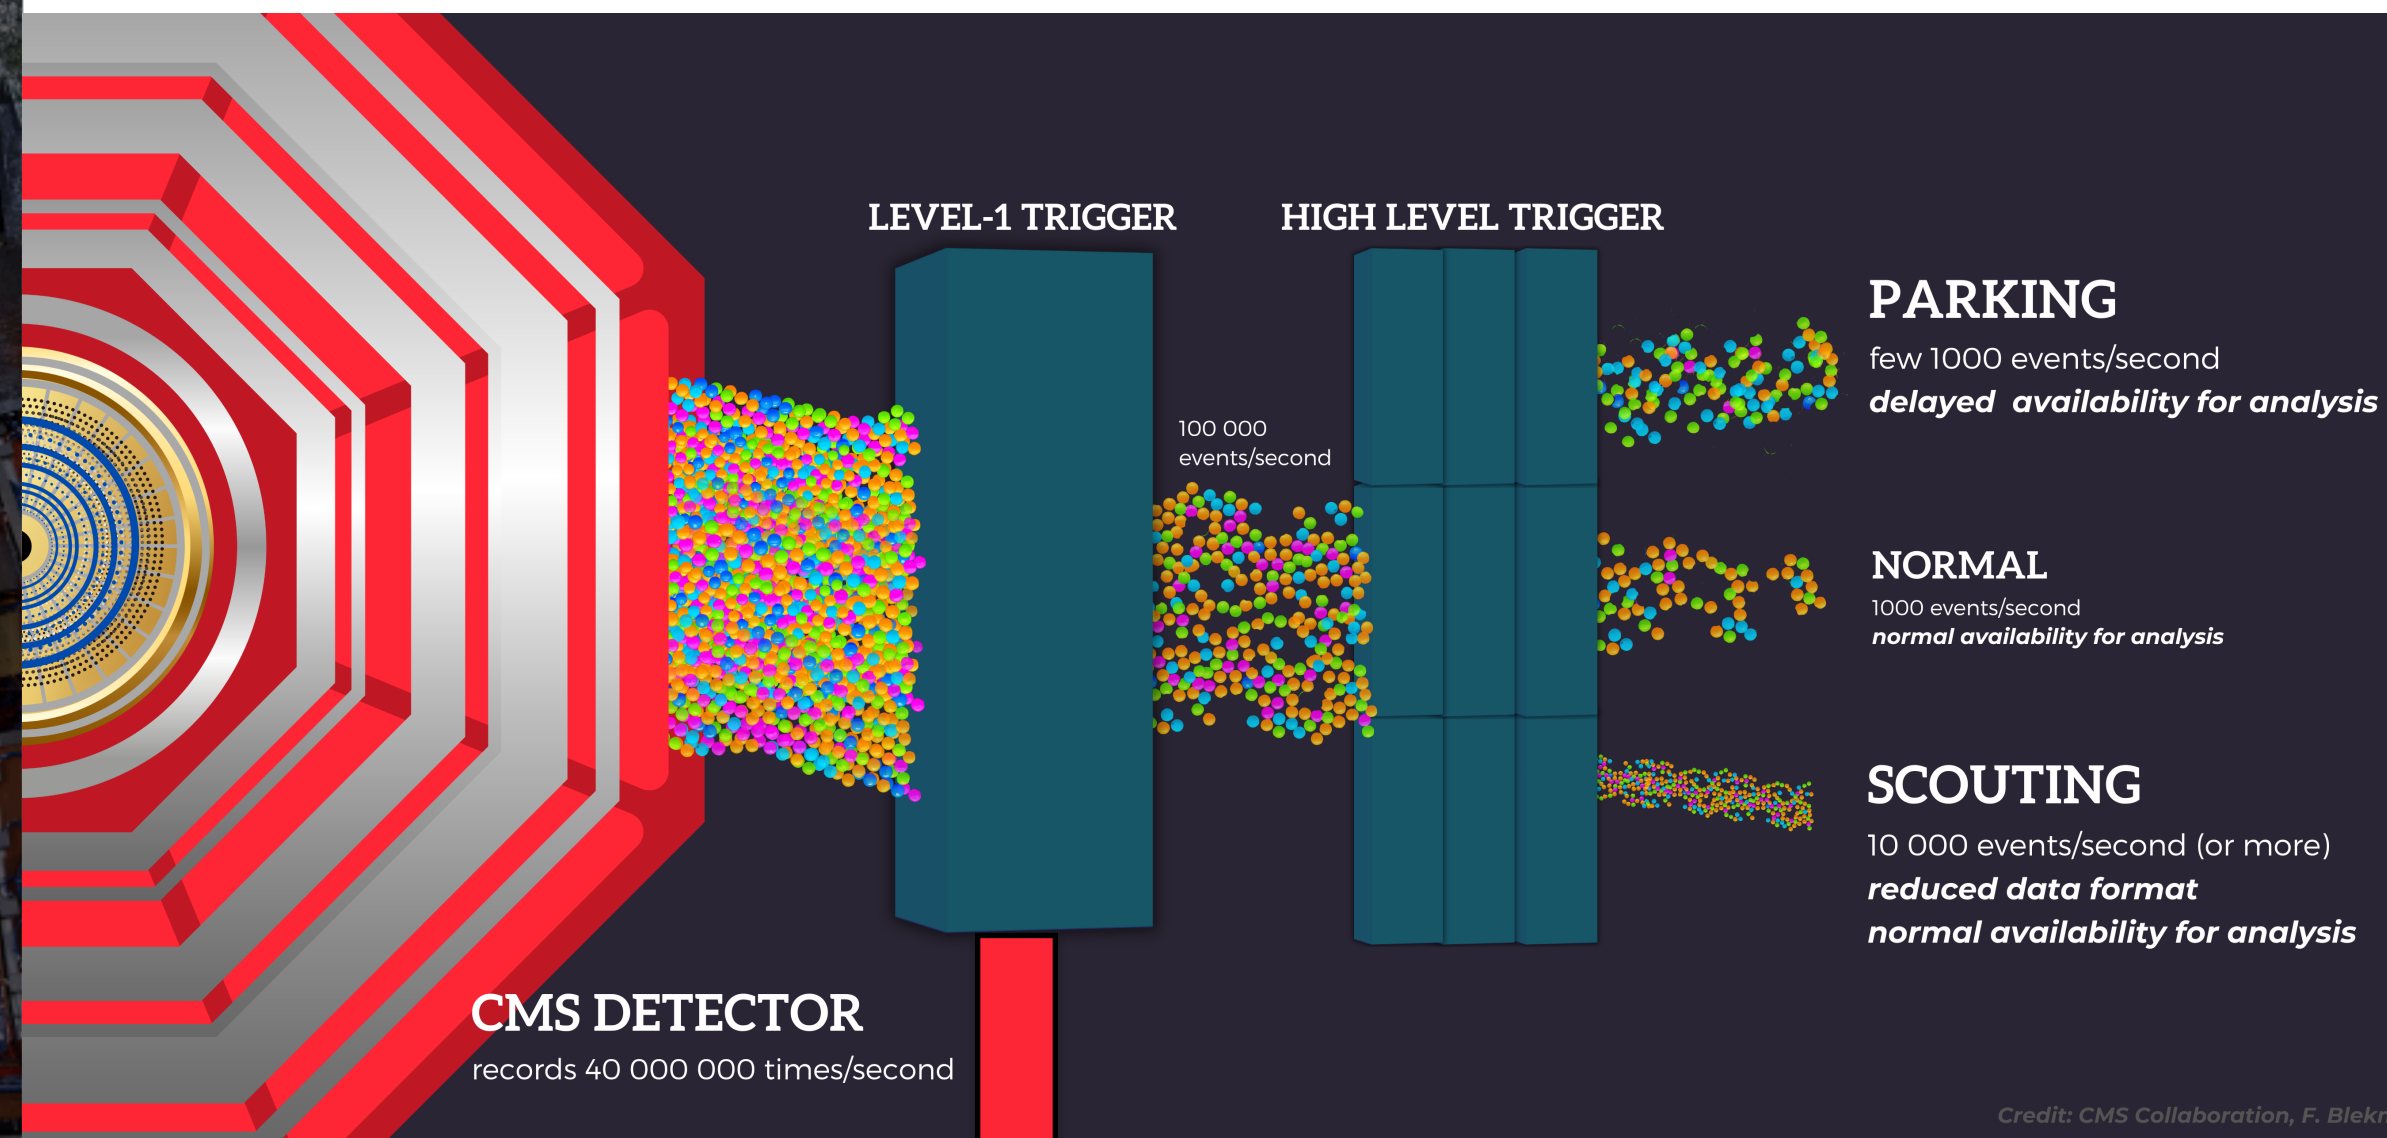 LEVEL-1 TRIGGER
HIGH LEVEL TRIGGER
PARKING
few 1000 events/second
delayed availability for analysis
100 000
events/second
NORMAL
1000 events/second
normal availability for analysis
SCOUTING
10 000 events/second (or more)
reduced data format
normal availability for analysis
CMS DETECTOR
records 40 000 000 times/second
Credit: CMS Collaboration, F.